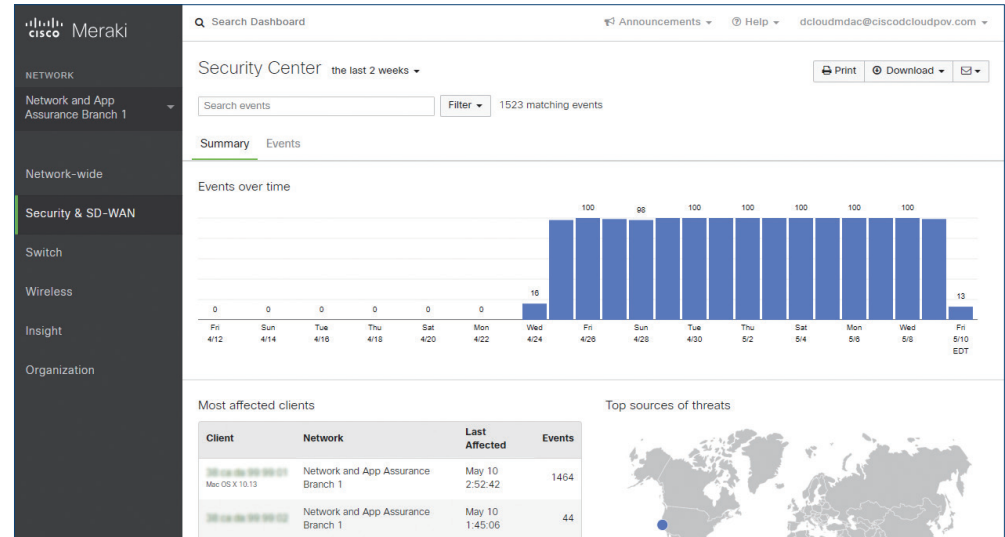 cisco Meraki
Search Dashboard
Announcements
Help
dcloudmdac@ciscodcloudpov.com
NETWORK
Network and App
Assurance Branch 1
Network-wide
Security & SD-WAN
Switch
Wireless
Insight
Organization
Security Center the last 2 weeks
Print
Download
Search events
Filter
1523 matching events
Summary
Events
Events over time
0 0 0 0 0 0 16 100 98 100 100 100 100 100 13
Fri Sun Tue Thu Sat Mon Wed Fri Sun Tue Thu Sat Mon Wed Fri
4/12 4/14 4/16 4/18 4/20 4/22 4/24 4/26 4/28 4/30 5/2 5/4 5/6 5/8 5/10
EDT
Most affected clients
Client Network Last Affected Events
Mac OS X 10.13
Network and App Assurance
Branch 1
May 10
2:52:42
1464
Network and App Assurance
Branch 1
May 10
1:45:06
44
Top sources of threats